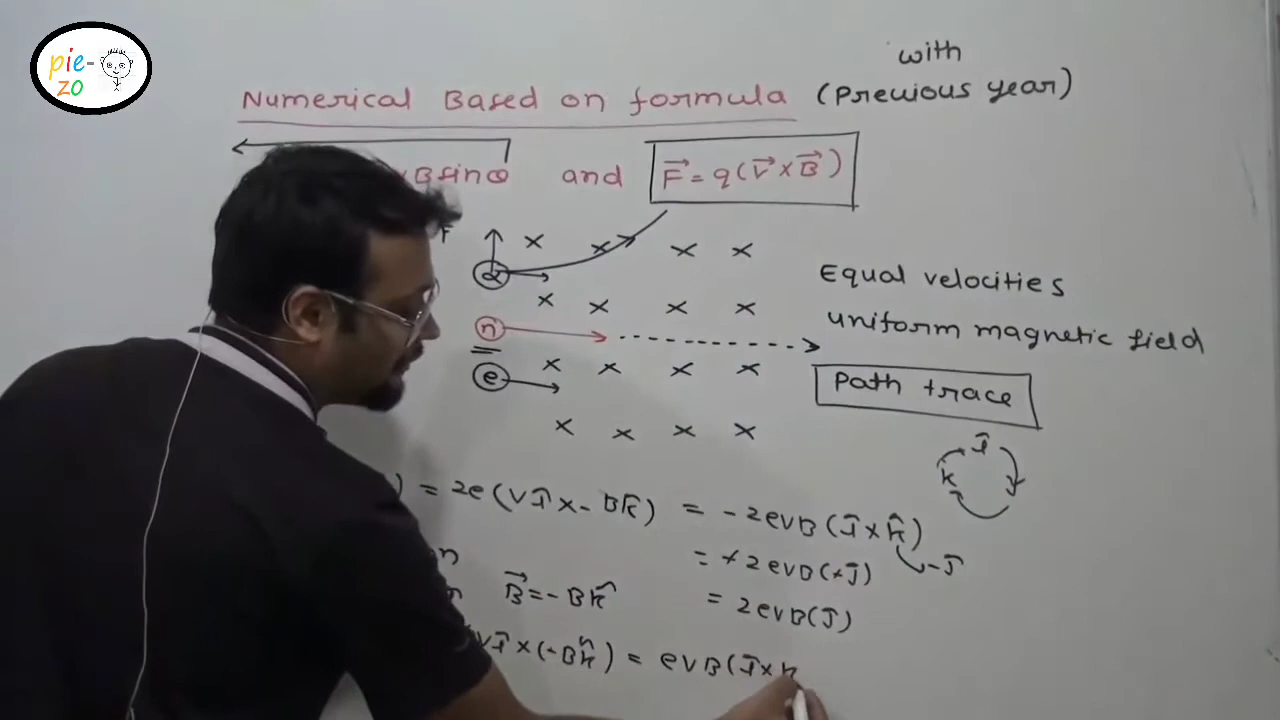 pie-
zo
with
Numerical Based on formula (Previous year)
vBsinθ and F⃗ = q(V⃗ × B⃗)
F
α
n
e
Equal velocities
uniform magnetic field
Path trace
î
ĵ
k̂
) = 2e(Vî × - Bk̂) = - 2eVB(î × k̂)
= + 2eVB(+ĵ) -ĵ
B⃗ = - Bk̂ = 2eVB(ĵ)
Vî × (-Bk̂) = eVB(î × k